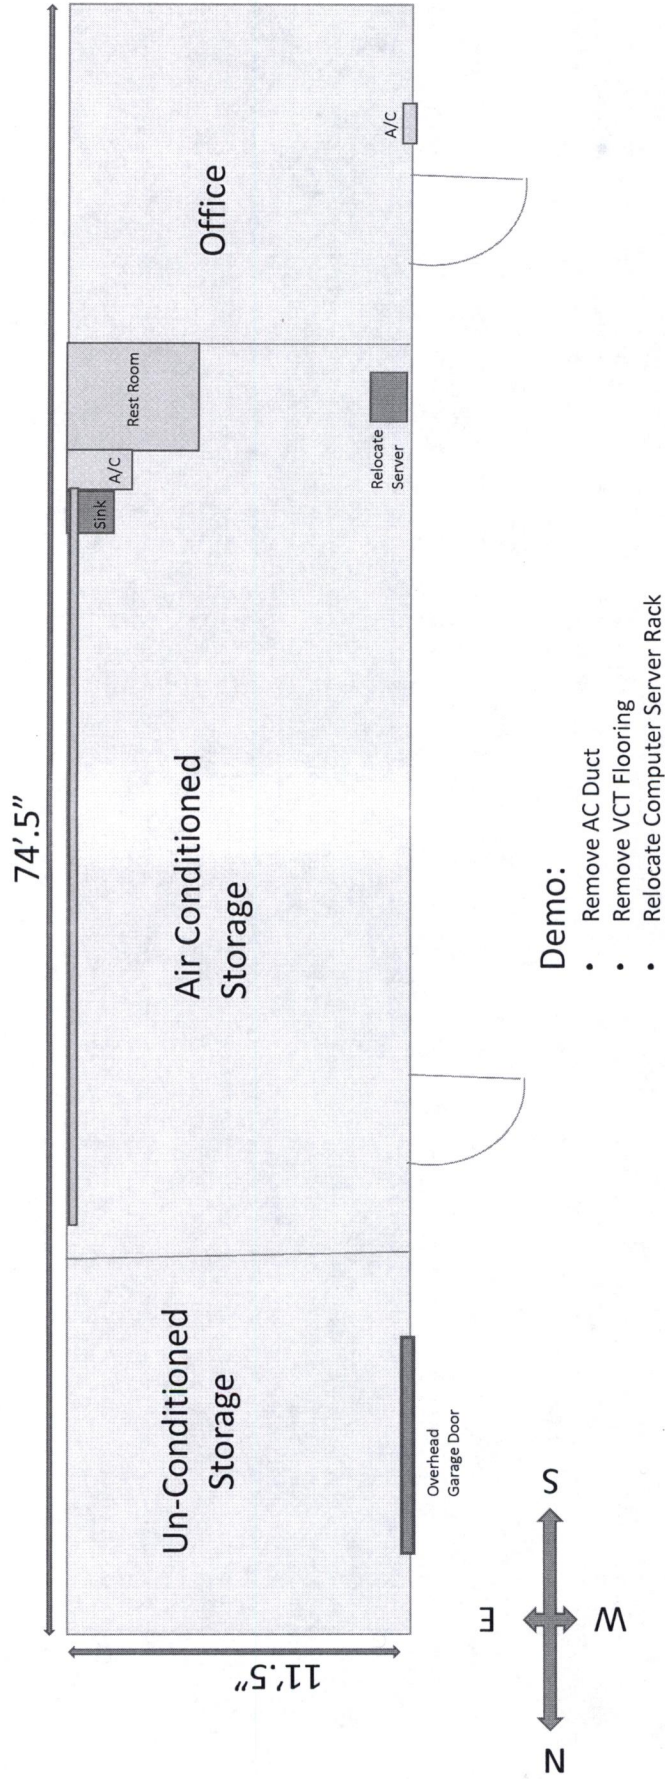 74'.5"
Office
A/C
Rest Room
A/C
Sink
Relocate
Server
Air Conditioned
Storage
Un-Conditioned
Storage
Overhead
Garage Door
11'.5"
Demo:
• Remove AC Duct
• Remove VCT Flooring
• Relocate Computer Server Rack
N
E
S
W